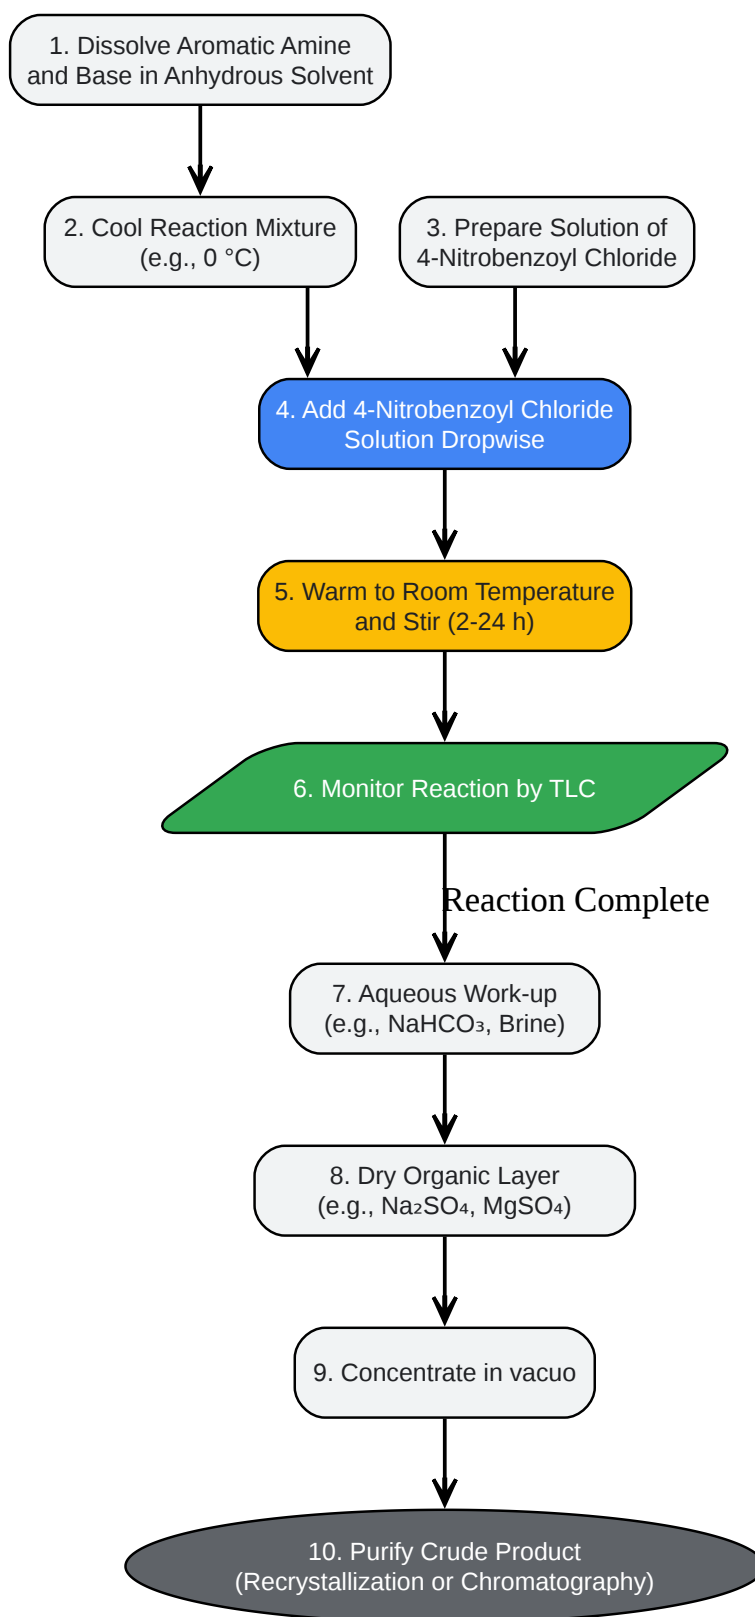 1. Dissolve Aromatic Amine
and Base in Anhydrous Solvent
2. Cool Reaction Mixture
(e.g., 0 °C)
3. Prepare Solution of
4-Nitrobenzoyl Chloride
4. Add 4-Nitrobenzoyl Chloride
Solution Dropwise
5. Warm to Room Temperature
and Stir (2-24 h)
6. Monitor Reaction by TLC
Reaction Complete
7. Aqueous Work-up
(e.g., NaHCO₃, Brine)
8. Dry Organic Layer
(e.g., Na₂SO₄, MgSO₄)
9. Concentrate in vacuo
10. Purify Crude Product
(Recrystallization or Chromatography)